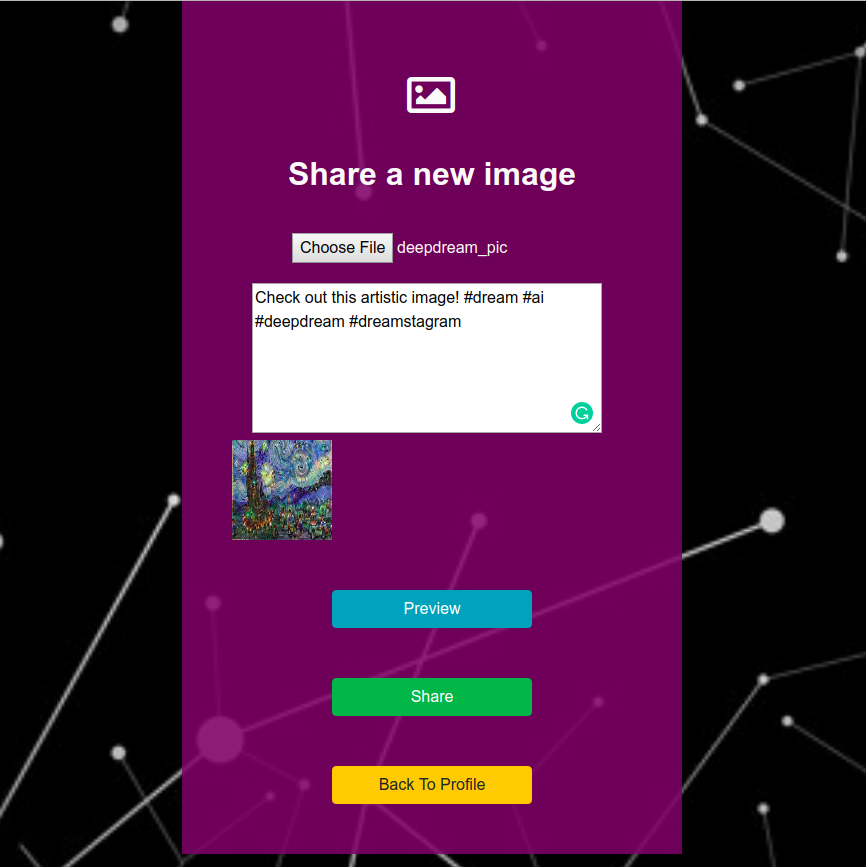 Share a new image
Choose File deepdream_pic
Check out this artistic image! #dream #ai
#deepdream #dreamstagram
Preview
Share
Back To Profile